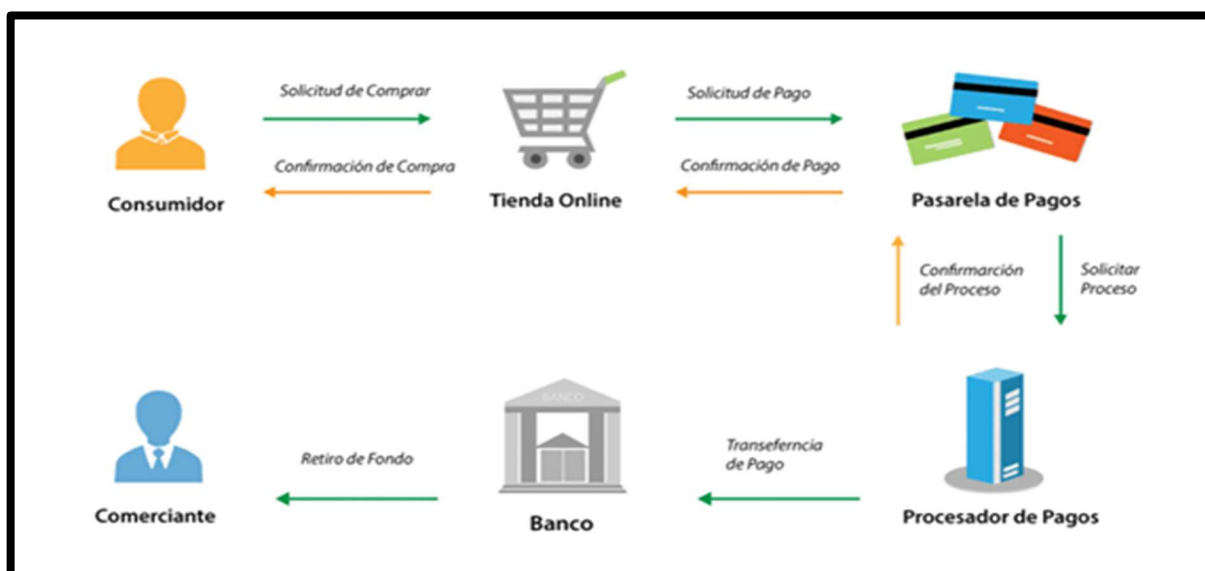 Solicitud de Comprar
Solicitud de Pago
Confirmación de Compra
Confirmación de Pago
Consumidor
Tienda Online
Pasarela de Pagos
Confirmarción
del Proceso
Solicitar
Proceso
BANCO
Retiro de Fondo
Transeferncia
de Pago
Comerciante
Banco
Procesador de Pagos